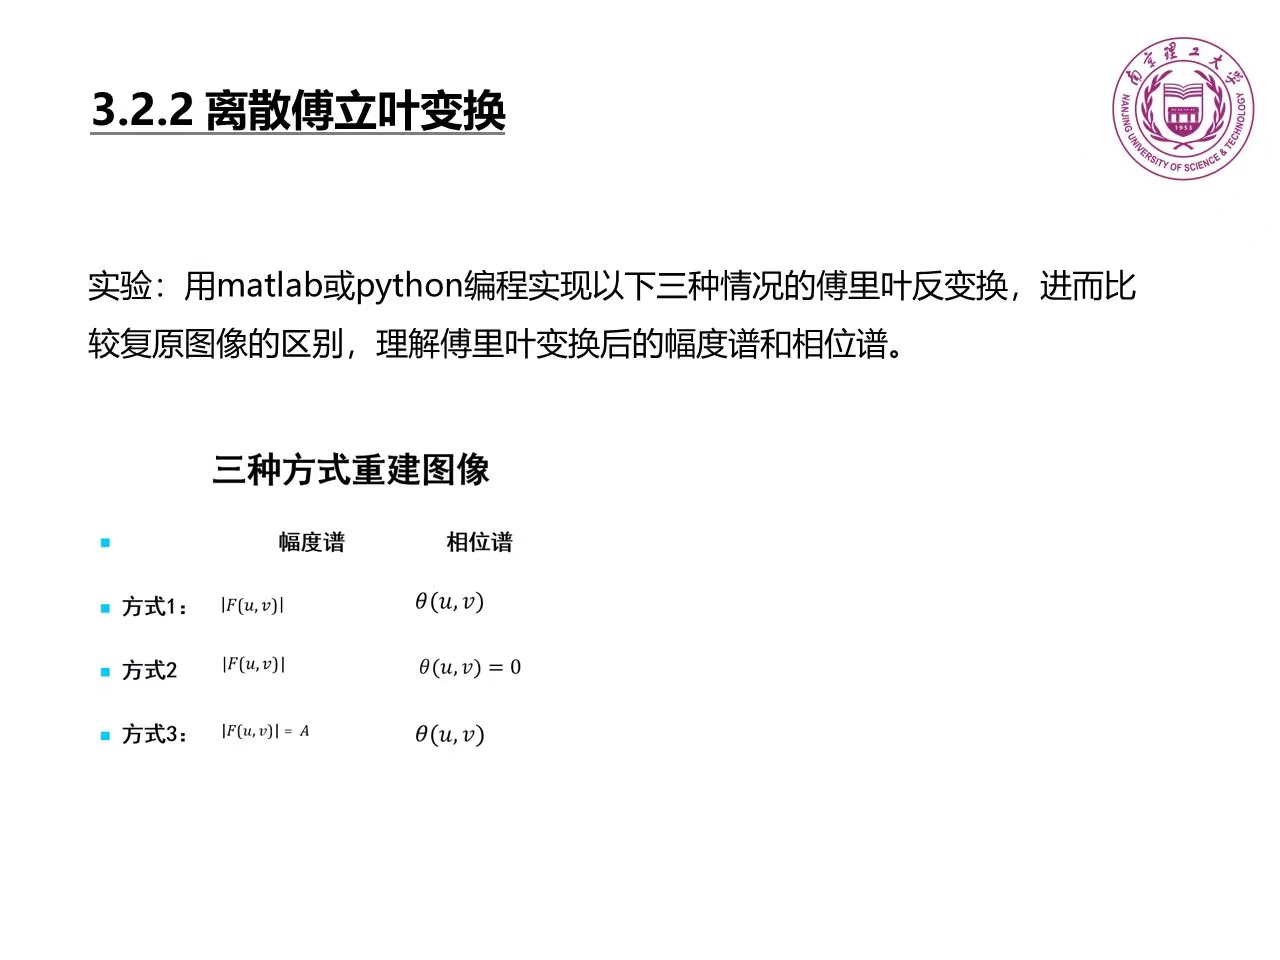 3.2.2 离散傅立叶变换
南京理工大学
NANJING UNIVERSITY OF SCIENCE & TECHNOLOGY
1953
实验：用matlab或python编程实现以下三种情况的傅里叶反变换，进而比
较复原图像的区别，理解傅里叶变换后的幅度谱和相位谱。
三种方式重建图像
幅度谱 相位谱
方式1： |F(u,v)| θ(u,v)
方式2 |F(u,v)| θ(u,v) = 0
方式3： |F(u,v)| = A θ(u,v)